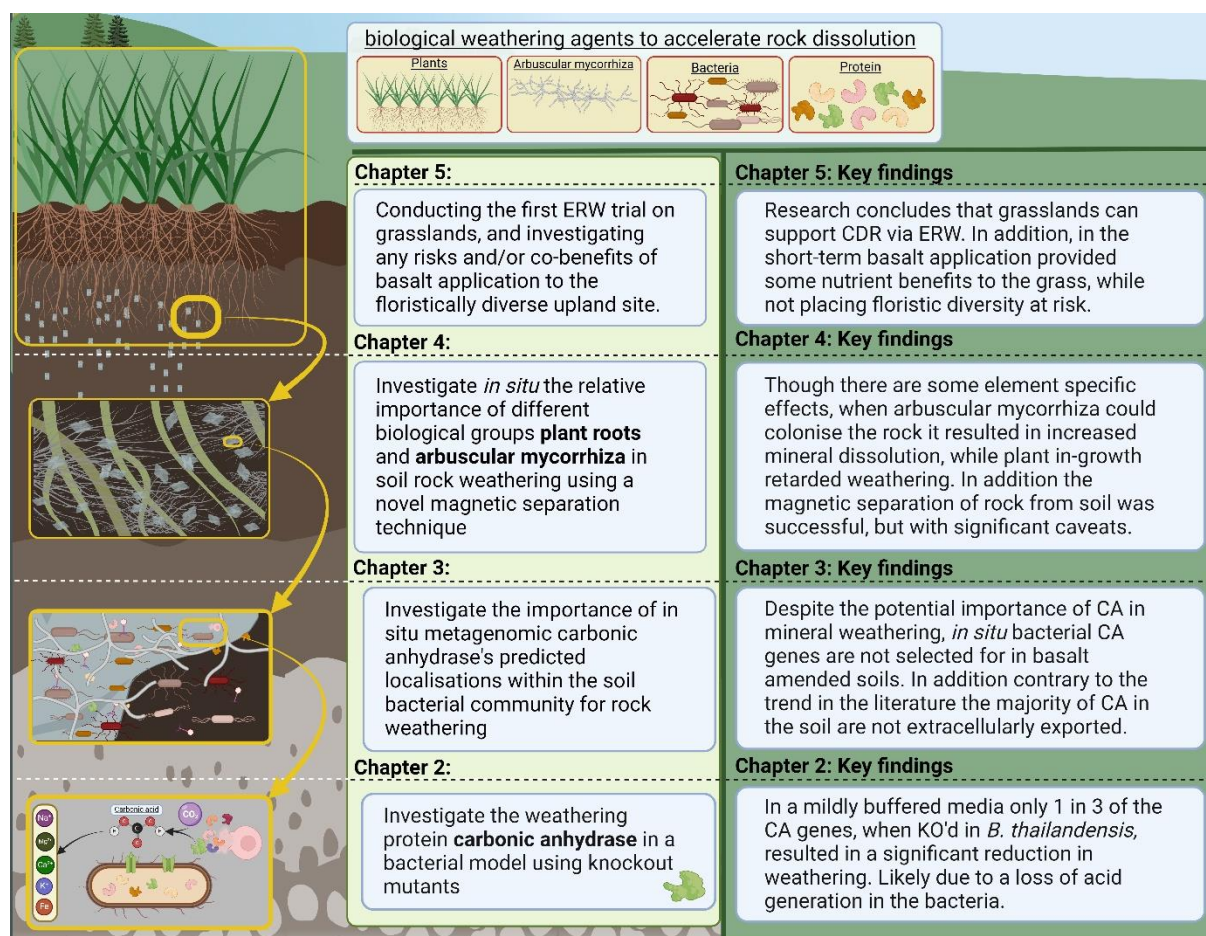 biological weathering agents to accelerate rock dissolution
Plants
Arbuscular mycorrhiza
Bacteria
Protein
Chapter 5:
Conducting the first ERW trial on
grasslands, and investigating
any risks and/or co-benefits of
basalt application to the
floristically diverse upland site.
Chapter 5: Key findings
Research concludes that grasslands can
support CDR via ERW. In addition, in the
short-term basalt application provided
some nutrient benefits to the grass, while
not placing floristic diversity at risk.
Chapter 4:
Investigate in situ the relative
importance of different
biological groups plant roots
and arbuscular mycorrhiza in
soil rock weathering using a
novel magnetic separation
technique
Chapter 4: Key findings
Though there are some element specific
effects, when arbuscular mycorrhiza could
colonise the rock it resulted in increased
mineral dissolution, while plant in-growth
retarded weathering. In addition the
magnetic separation of rock from soil was
successful, but with significant caveats.
Chapter 3:
Investigate the importance of in
situ metagenomic carbonic
anhydrase's predicted
localisations within the soil
bacterial community for rock
weathering
Chapter 3: Key findings
Despite the potential importance of CA in
mineral weathering, in situ bacterial CA
genes are not selected for in basalt
amended soils. In addition contrary to the
trend in the literature the majority of CA in
the soil are not extracellularly exported.
Chapter 2:
Investigate the weathering
protein carbonic anhydrase in a
bacterial model using knockout
mutants
Chapter 2: Key findings
In a mildly buffered media only 1 in 3 of the
CA genes, when KO'd in B. thailandensis,
resulted in a significant reduction in
weathering. Likely due to a loss of acid
generation in the bacteria.
Na⁺
Mg²⁺
Ca²⁺
K⁺
Fe
Carbonic acid
CO₂